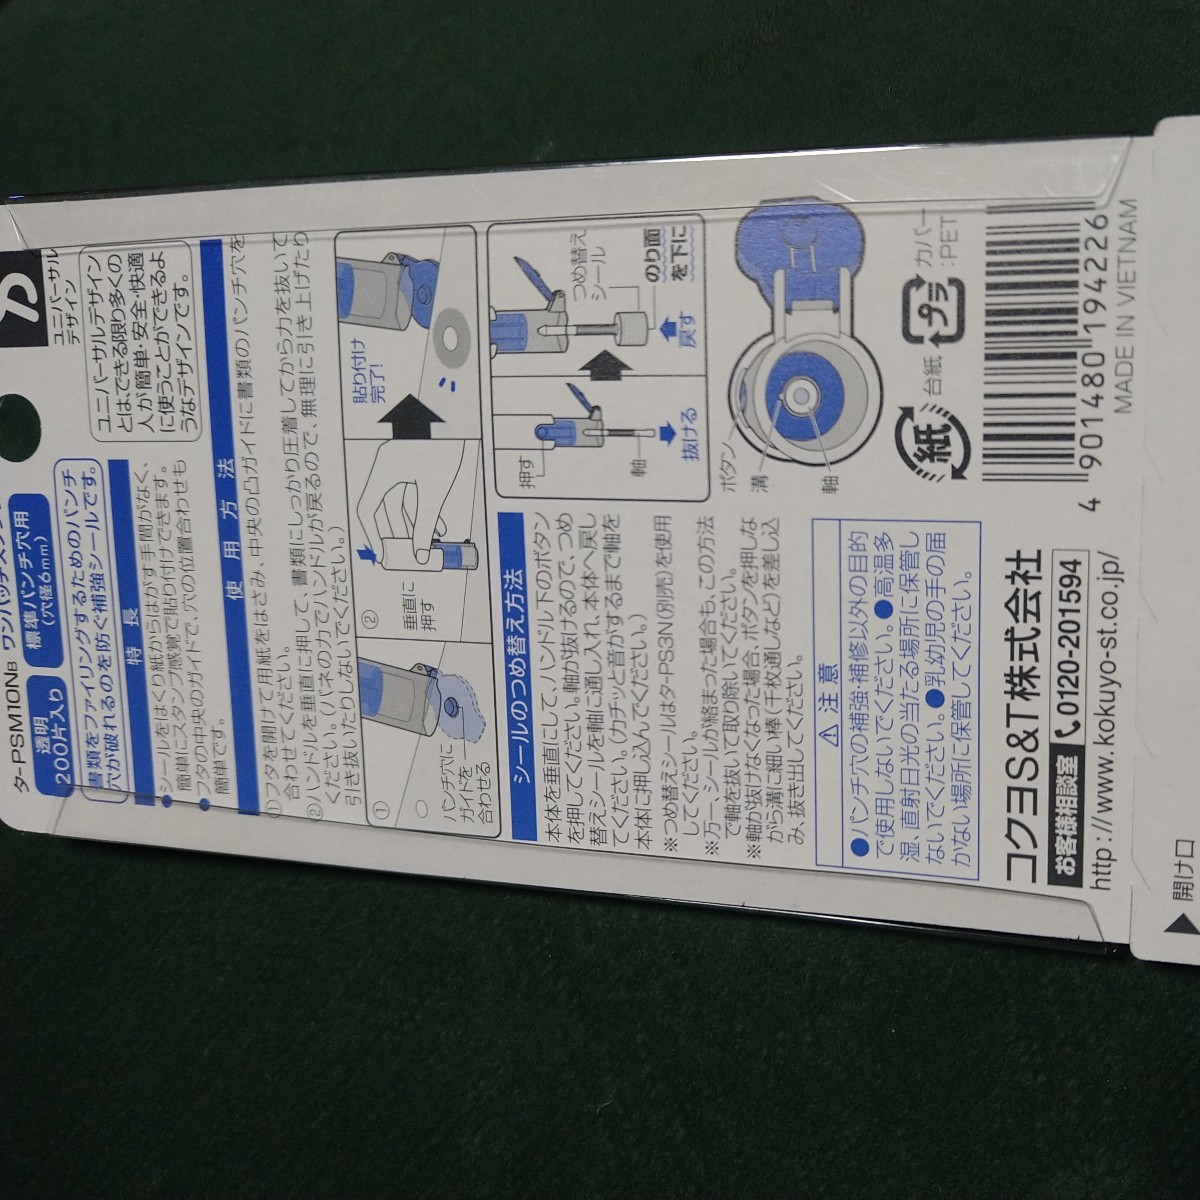 タ-PSM10NB
透明
200片入り
標準パンチ穴用
(穴径6mm)
書類をファイリングするためのパンチ
穴が破れるのを防ぐ補強シールです。
ユニバーサル
デザイン
ユニバーサルデザイン
とは、できる限り多くの
人が簡単・安全・快適
に使うことができるよ
うなデザインです。
特長
●シールをはくり紙からはがす手間がなく、
簡単にスタンプ感覚で貼り付けできます。
●フタの中央のガイドで、穴の位置合わせも
簡単です。
使用方法
①フタを開けて用紙をはさみ、中央の凸ガイドに書類のパンチ穴を
合わせてください。
②ハンドルを垂直に押して、書類にしっかり圧着してから力を抜いて
ください。(バネの力でハンドルが戻るので、無理に引き上げたり
引き抜いたりしないでください。)
①
パンチ穴に
ガイドを
合わせる
②
垂直に
押す
貼り付け
完了!
シールのつめ替え方法
本体を垂直にして、ハンドル下のボタン
を押してください。軸が抜けるので、つめ
替えシールを軸に通し入れ、本体へ戻し
てください。(カチッと音がするまで軸を
本体に押し込んでください。)
※つめ替えシールはタ-PS3N(別売)を使用
してください。
※万一、シールが絡まった場合も、この方法
で軸を抜いて取り除いてください。
※軸が抜けなくなった場合、ボタンを押しな
がら溝に細い棒(千枚通しなど)を差し込
み、抜き出してください。
押す
軸
抜ける
つめ替え
シール
戻す
のり面
を下に
ボタン
溝
軸
⚠注意
●パンチ穴の補強・補修以外の目的
で使用しないでください。●高温多
湿、直射日光の当たる場所に保管し
ないでください。●乳幼児の手の届
かない場所に保管してください。
コクヨS&T株式会社
お客様相談室 0120-201594
http://www.kokuyo-st.co.jp/
紙
台紙
プラ
カバー
:PET
4 901480 194226
MADE IN VIETNAM
▲開け口